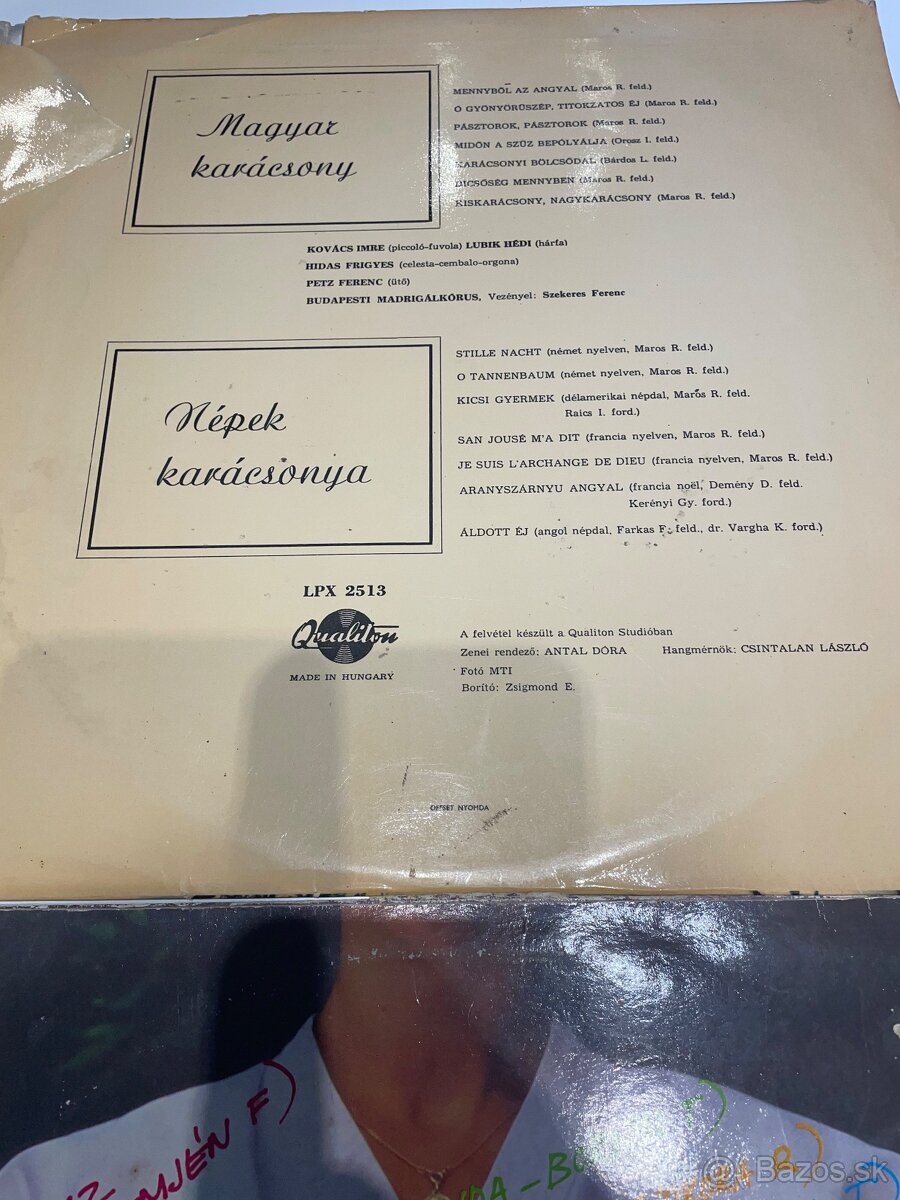 Magyar
karácsony
MENNYBŐL AZ ANGYAL (Maros R. feld.)
Ó GYÖNYÖRŰSZÉP, TITOKZATOS ÉJ (Maros R. feld.)
PÁSZTOROK, PÁSZTOROK (Maros R. feld.)
MIDŐN A SZŰZ BEPÓLYÁLJA (Orosz I. feld.)
KARÁCSONYI BÖLCSŐDAL (Bárdos L. feld.)
DICSŐSÉG MENNYBEN (Maros R. feld.)
KISKARÁCSONY, NAGYKARÁCSONY (Maros R. feld.)
KOVÁCS IMRE (piccoló-fuvola) LUBIK HÉDI (hárfa)
HIDAS FRIGYES (celesta-cembalo-orgona)
PETZ FERENC (ütő)
BUDAPESTI MADRIGÁLKÓRUS, Vezényel: Szekeres Ferenc
Népek
karácsonya
STILLE NACHT (német nyelven, Maros R. feld.)
O TANNENBAUM (német nyelven, Maros R. feld.)
KICSI GYERMEK (délamerikai népdal, Maros R. feld.
Raics I. ford.)
SAN JOUSÉ M'A DIT (francia nyelven, Maros R. feld.)
JE SUIS L'ARCHANGE DE DIEU (francia nyelven, Maros R. feld.)
ARANYSZÁRNYU ANGYAL (francia noël, Demény D. feld.
Kerényi Gy. ford.)
ÁLDOTT ÉJ (angol népdal, Farkas F. feld., dr. Vargha K. ford.)
LPX 2513
Qualiton
MADE IN HUNGARY
A felvétel készült a Qualiton Studióban
Zenei rendező: ANTAL DÓRA Hangmérnök: CSINTALAN LÁSZLÓ
Fotó MTI
Borító: Zsigmond E.
OFFSET NYOMDA
F)
Bazos.sk